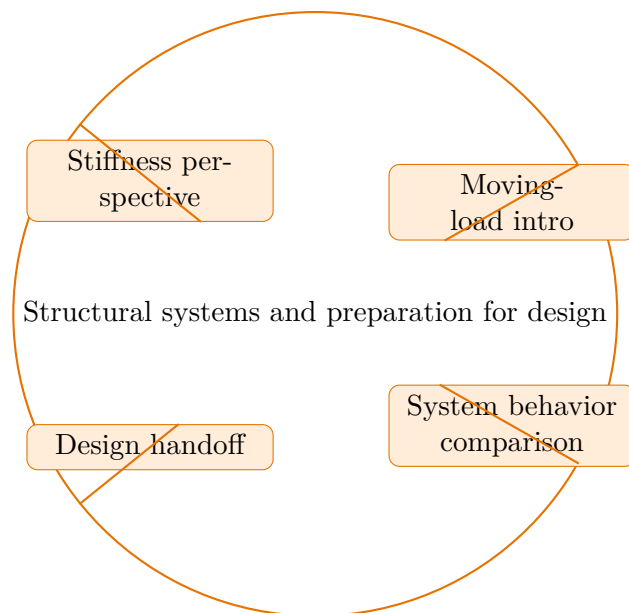 Stiffness per-
spective
Moving-
load intro
Structural systems and preparation for design
Design handoff
System behavior
comparison